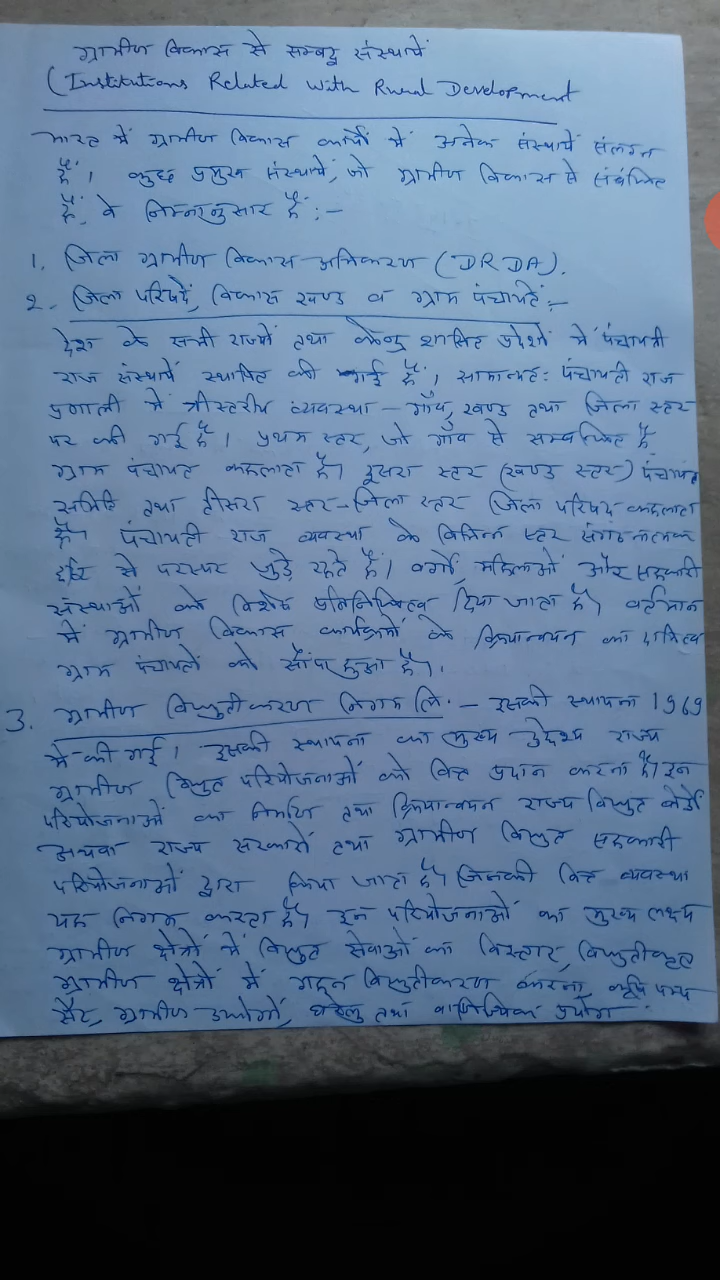 ग्रामीण विकास से सम्बद्ध संस्थायें
(Institutions Related With Rural Development
भारत में ग्रामीण विकास कार्यों में अनेक संस्थायें संलग्न
हैं। कुछ प्रमुख संस्थायें, जो ग्रामीण विकास से संबंधित
हैं, वे निम्नानुसार हैं :-
1. जिला ग्रामीण विकास अभिकरण (DRDA).
2. जिला परिषदें, विकास खण्ड व ग्राम पंचायतें :-
देश के सभी राज्यों तथा केन्द्र शासित प्रदेशों में पंचायती
राज संस्थायें स्थापित की गई हैं। सामान्यत: पंचायती राज
प्रणाली में त्रीस्तरीय व्यवस्था - गाँव, खण्ड तथा जिला स्तर
पर की गई है। प्रथम स्तर, जो गाँव से सम्बन्धित है
ग्राम पंचायत कहलाता है। दूसरा स्तर (खण्ड स्तर) पंचायत
समिति तथा तीसरा स्तर-जिला स्तर जिला परिषद कहलाता
है। पंचायती राज व्यवस्था के विभिन्न स्तर संगठनात्मक
दृष्टि से परस्पर जुड़े रहते हैं। वर्गों, महिलाओं और सहकारी
संस्थाओं को विशेष प्रतिनिधित्व दिया जाता है। वर्तमान
में ग्रामीण विकास कार्यक्रमों के क्रियान्वयन का दायित्व
ग्राम पंचायतों को सौंपा हुआ है।
3. ग्रामीण विद्युतीकरण निगम लि. - इसकी स्थापना 1969
में की गई। इसकी स्थापना का मुख्य उद्देश्य राज्य
ग्रामीण विद्युत परियोजनाओं को वित्त प्रदान करना है। इन
परियोजनाओं का निर्माण तथा क्रियान्वयन राज्य विद्युत बोर्डों
अथवा राज्य सरकारों तथा ग्रामीण विद्युत सहकारी
परियोजनाओं द्वारा किया जाता है। जिनकी वित्त व्यवस्था
यह निगम करता है। इन परियोजनाओं का मुख्य लक्ष्य
ग्रामीण क्षेत्रों में विद्युत सेवाओं का विस्तार, विद्युतीकृत
ग्रामीण क्षेत्रों में गहन विद्युतीकरण करना, कृषि पम्प
सैट, ग्रामीण उद्योगों, घरेलु तथा वाणिज्यिक प्रयोग